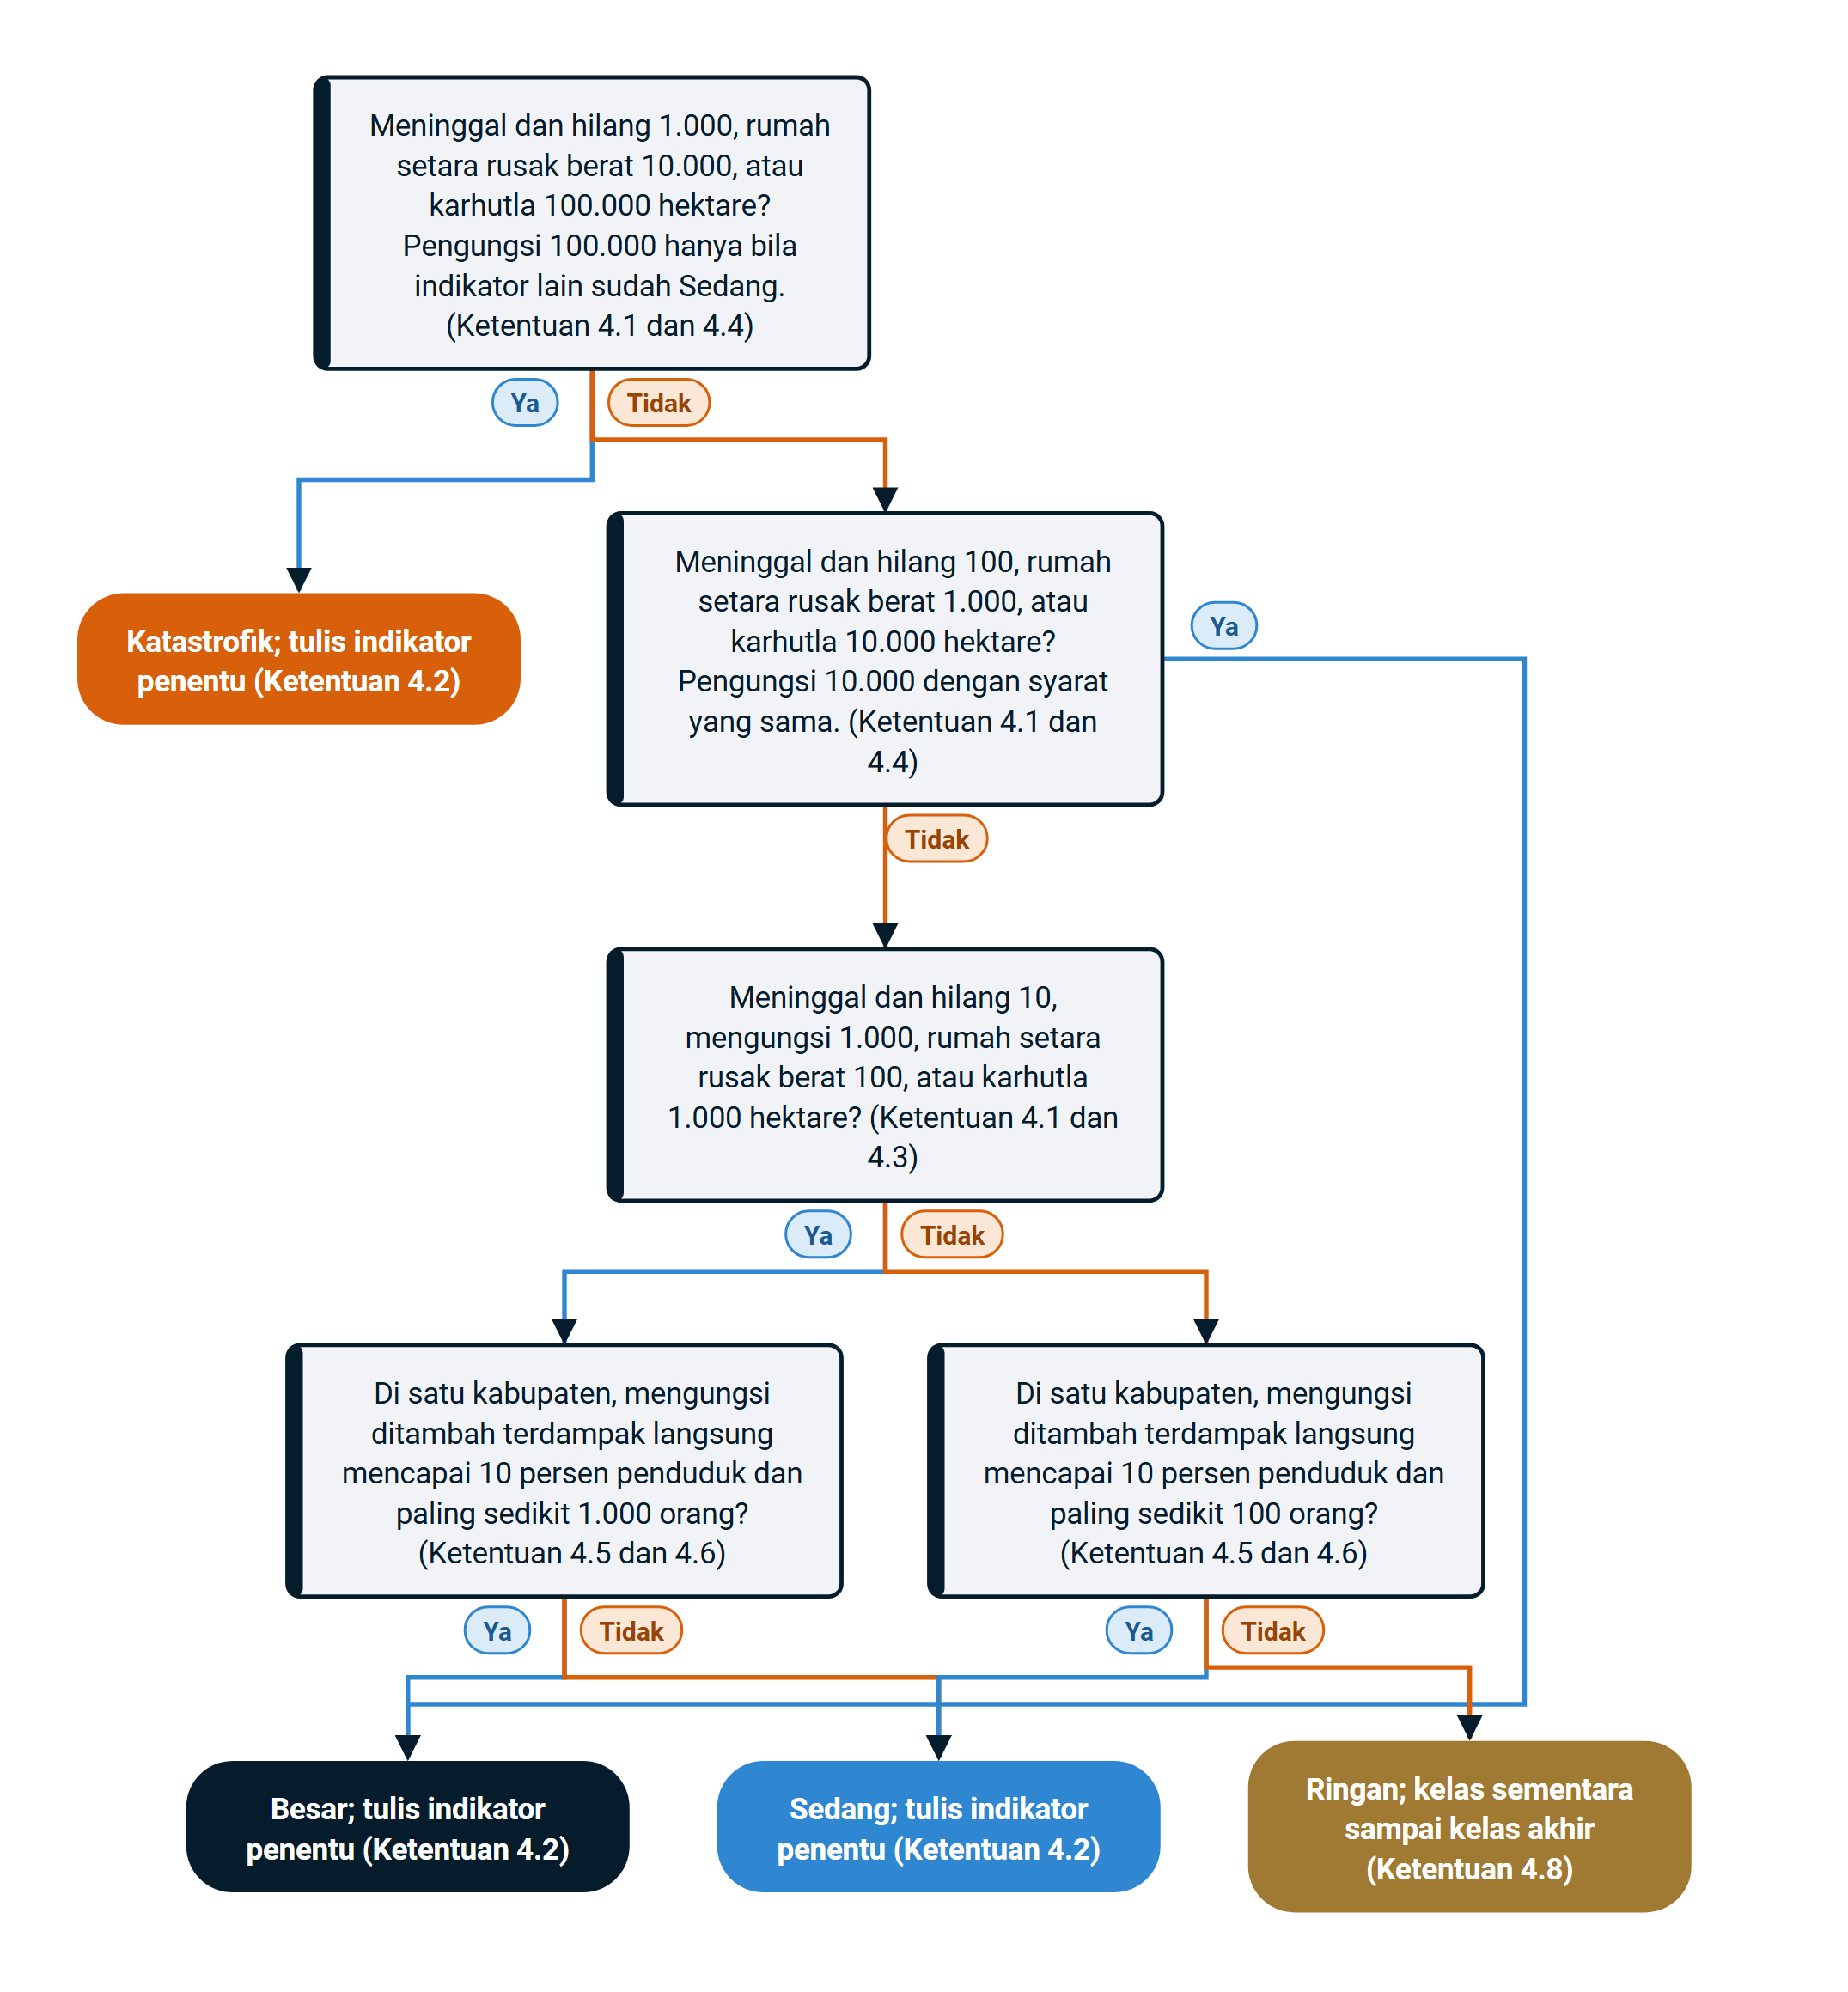 Meninggal dan hilang 1.000, rumah
setara rusak berat 10.000, atau
karhutla 100.000 hektare?
Pengungsi 100.000 hanya bila
indikator lain sudah Sedang.
(Ketentuan 4.1 dan 4.4)
Ya
Tidak
Katastrofik; tulis indikator
penentu (Ketentuan 4.2)
Meninggal dan hilang 100, rumah
setara rusak berat 1.000, atau
karhutla 10.000 hektare?
Pengungsi 10.000 dengan syarat
yang sama. (Ketentuan 4.1 dan
4.4)
Ya
Tidak
Meninggal dan hilang 10,
mengungsi 1.000, rumah setara
rusak berat 100, atau karhutla
1.000 hektare? (Ketentuan 4.1 dan
4.3)
Ya
Tidak
Di satu kabupaten, mengungsi
ditambah terdampak langsung
mencapai 10 persen penduduk dan
paling sedikit 1.000 orang?
(Ketentuan 4.5 dan 4.6)
Di satu kabupaten, mengungsi
ditambah terdampak langsung
mencapai 10 persen penduduk dan
paling sedikit 100 orang?
(Ketentuan 4.5 dan 4.6)
Ya
Tidak
Ya
Tidak
Besar; tulis indikator
penentu (Ketentuan 4.2)
Sedang; tulis indikator
penentu (Ketentuan 4.2)
Ringan; kelas sementara
sampai kelas akhir
(Ketentuan 4.8)